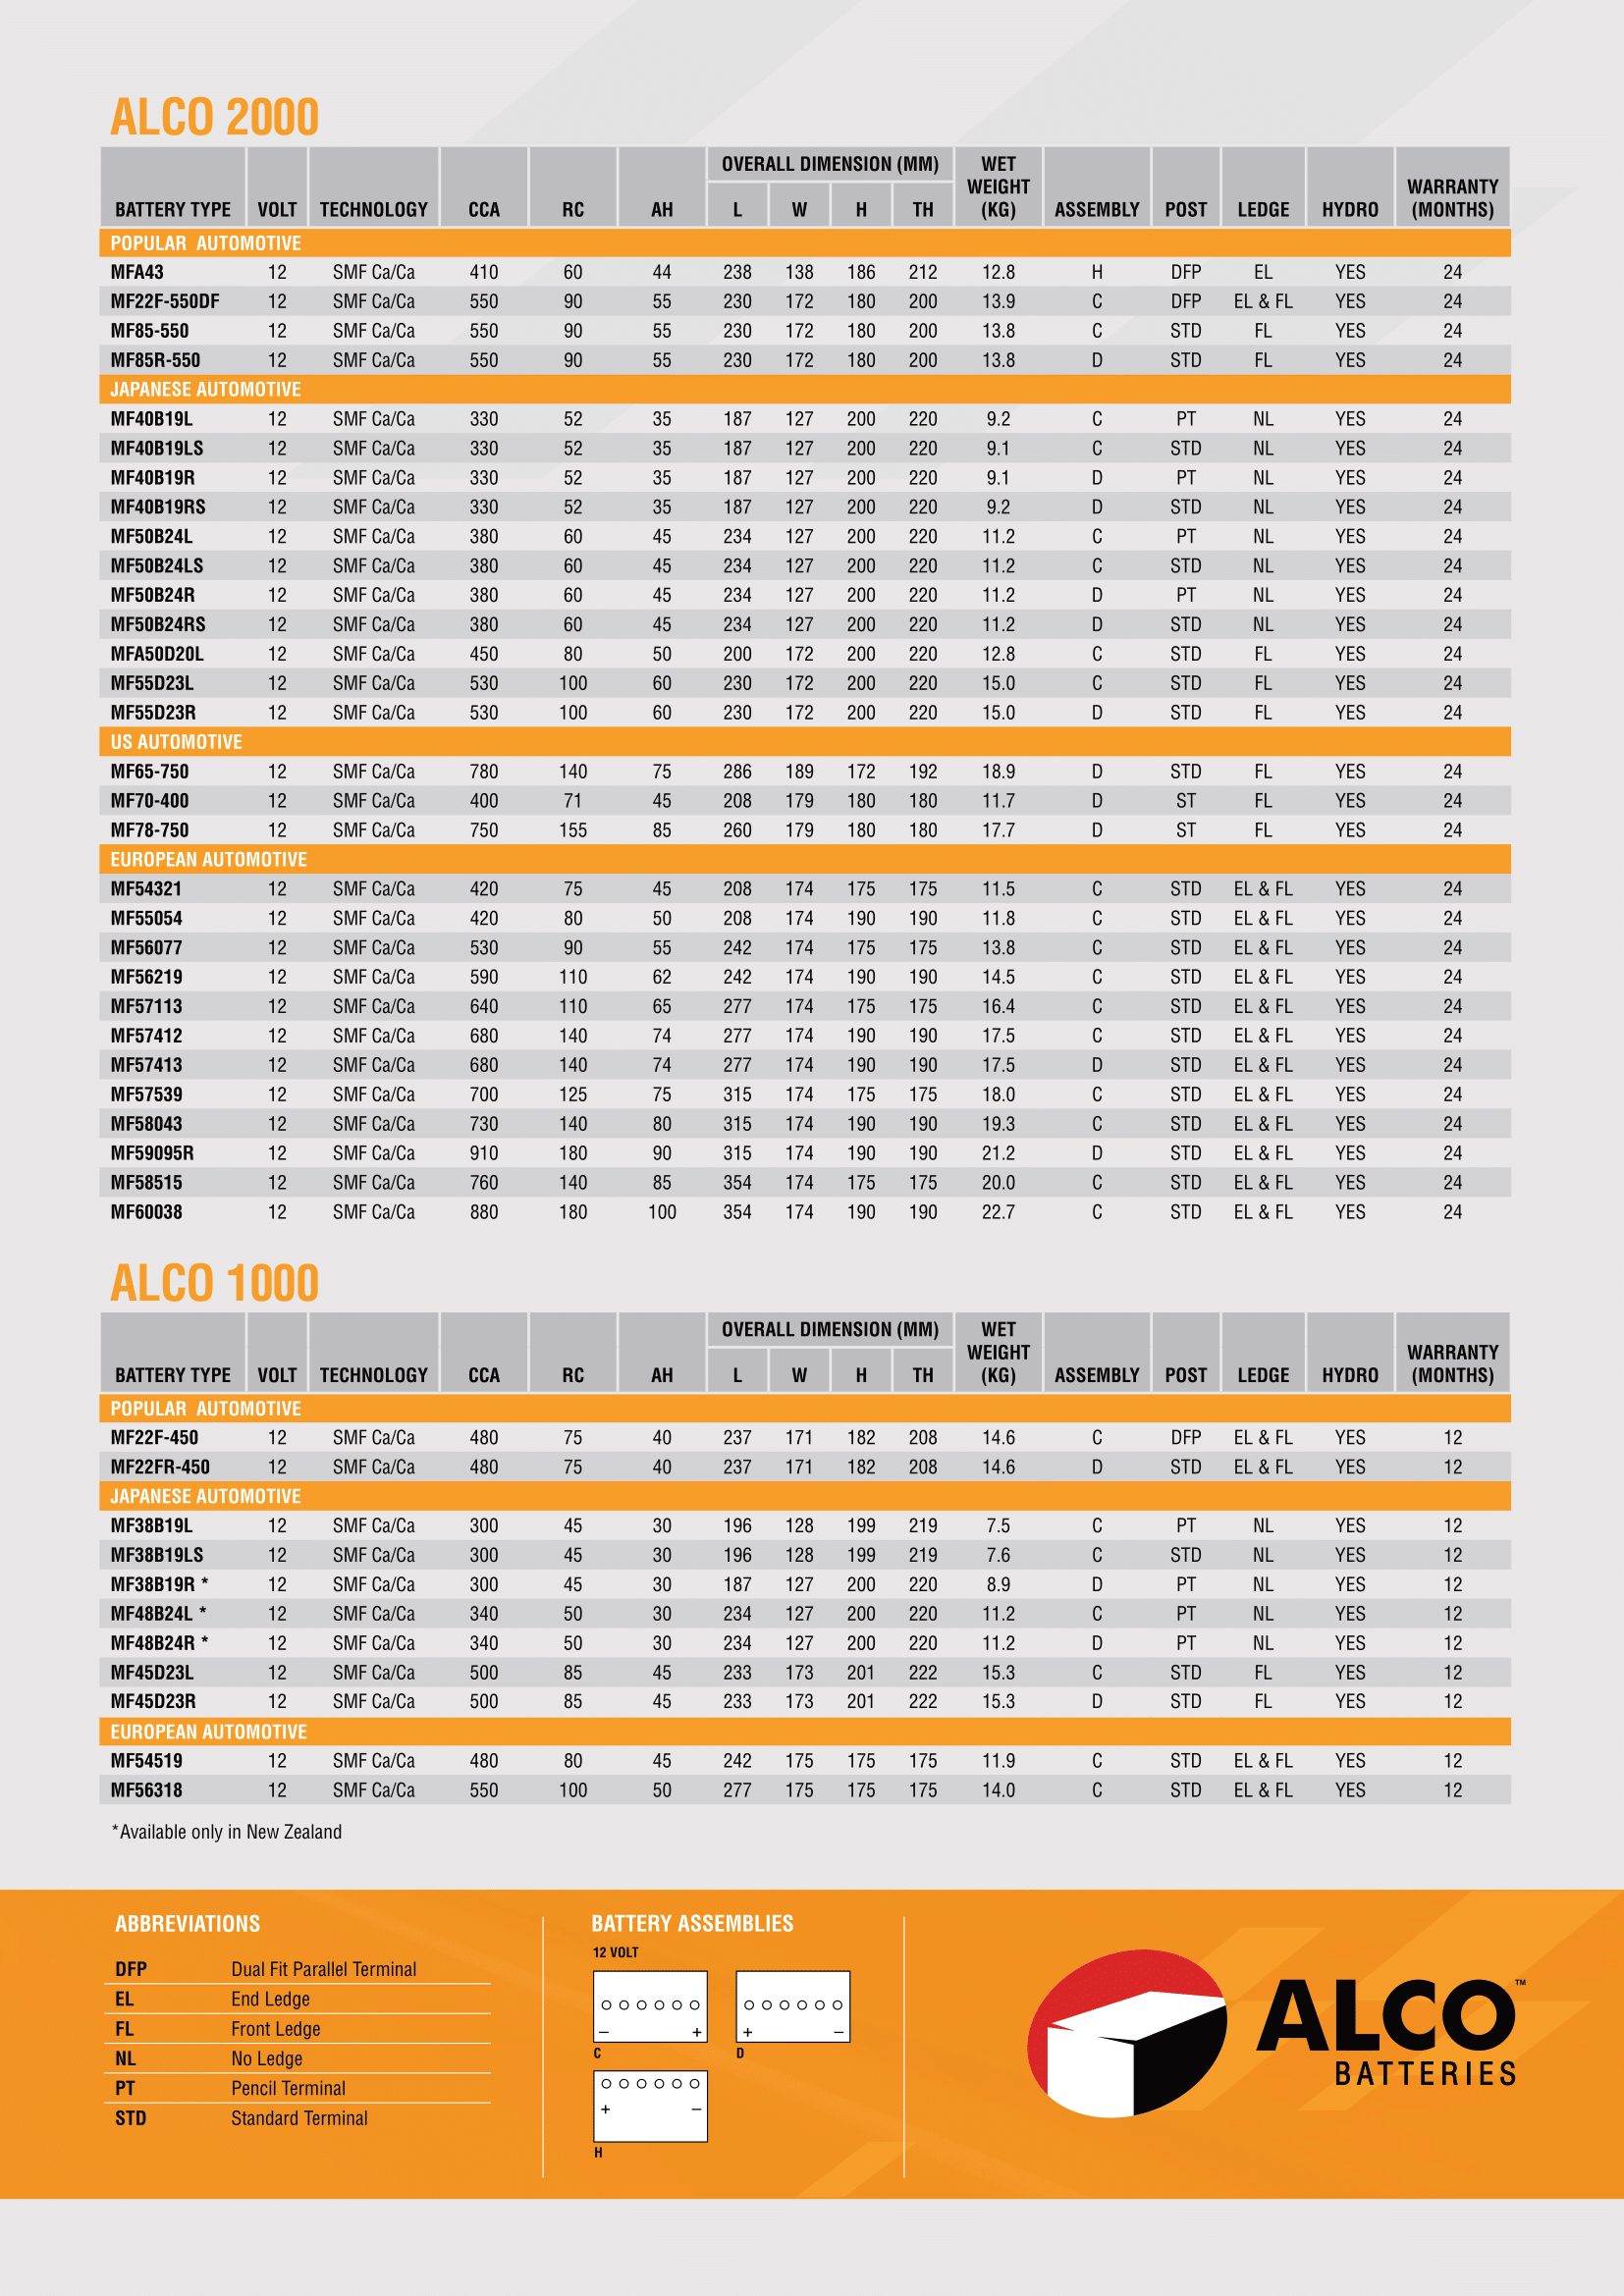 ALCO 2000
OVERALL DIMENSION (MM) WET
WEIGHT WARRANTY
BATTERY TYPE VOLT TECHNOLOGY CCA RC AH L W H TH (KG) ASSEMBLY POST LEDGE HYDRO (MONTHS)
POPULAR AUTOMOTIVE
MFA43 12 SMF Ca/Ca 410 60 44 238 138 186 212 12.8 H DFP EL YES 24
MF22F-550DF 12 SMF Ca/Ca 550 90 55 230 172 180 200 13.9 C DFP EL & FL YES 24
MF85-550 12 SMF Ca/Ca 550 90 55 230 172 180 200 13.8 C STD FL YES 24
MF85R-550 12 SMF Ca/Ca 550 90 55 230 172 180 200 13.8 D STD FL YES 24
JAPANESE AUTOMOTIVE
MF40B19L 12 SMF Ca/Ca 330 52 35 187 127 200 220 9.2 C PT NL YES 24
MF40B19LS 12 SMF Ca/Ca 330 52 35 187 127 200 220 9.1 C STD NL YES 24
MF40B19R 12 SMF Ca/Ca 330 52 35 187 127 200 220 9.1 D PT NL YES 24
MF40B19RS 12 SMF Ca/Ca 330 52 35 187 127 200 220 9.2 D STD NL YES 24
MF50B24L 12 SMF Ca/Ca 380 60 45 234 127 200 220 11.2 C PT NL YES 24
MF50B24LS 12 SMF Ca/Ca 380 60 45 234 127 200 220 11.2 C STD NL YES 24
MF50B24R 12 SMF Ca/Ca 380 60 45 234 127 200 220 11.2 D PT NL YES 24
MF50B24RS 12 SMF Ca/Ca 380 60 45 234 127 200 220 11.2 D STD NL YES 24
MFA50D20L 12 SMF Ca/Ca 450 80 50 200 172 200 220 12.8 C STD FL YES 24
MF55D23L 12 SMF Ca/Ca 530 100 60 230 172 200 220 15.0 C STD FL YES 24
MF55D23R 12 SMF Ca/Ca 530 100 60 230 172 200 220 15.0 D STD FL YES 24
US AUTOMOTIVE
MF65-750 12 SMF Ca/Ca 780 140 75 286 189 172 192 18.9 D STD FL YES 24
MF70-400 12 SMF Ca/Ca 400 71 45 208 179 180 180 11.7 D ST FL YES 24
MF78-750 12 SMF Ca/Ca 750 155 85 260 179 180 180 17.7 D ST FL YES 24
EUROPEAN AUTOMOTIVE
MF54321 12 SMF Ca/Ca 420 75 45 208 174 175 175 11.5 C STD EL & FL YES 24
MF55054 12 SMF Ca/Ca 420 80 50 208 174 190 190 11.8 C STD EL & FL YES 24
MF56077 12 SMF Ca/Ca 530 90 55 242 174 175 175 13.8 C STD EL & FL YES 24
MF56219 12 SMF Ca/Ca 590 110 62 242 174 190 190 14.5 C STD EL & FL YES 24
MF57113 12 SMF Ca/Ca 640 110 65 277 174 175 175 16.4 C STD EL & FL YES 24
MF57412 12 SMF Ca/Ca 680 140 74 277 174 190 190 17.5 C STD EL & FL YES 24
MF57413 12 SMF Ca/Ca 680 140 74 277 174 190 190 17.5 D STD EL & FL YES 24
MF57539 12 SMF Ca/Ca 700 125 75 315 174 175 175 18.0 C STD EL & FL YES 24
MF58043 12 SMF Ca/Ca 730 140 80 315 174 190 190 19.3 C STD EL & FL YES 24
MF59095R 12 SMF Ca/Ca 910 180 90 315 174 190 190 21.2 D STD EL & FL YES 24
MF58515 12 SMF Ca/Ca 760 140 85 354 174 175 175 20.0 C STD EL & FL YES 24
MF60038 12 SMF Ca/Ca 880 180 100 354 174 190 190 22.7 C STD EL & FL YES 24
ALCO 1000
OVERALL DIMENSION (MM) WET
WEIGHT WARRANTY
BATTERY TYPE VOLT TECHNOLOGY CCA RC AH L W H TH (KG) ASSEMBLY POST LEDGE HYDRO (MONTHS)
POPULAR AUTOMOTIVE
MF22F-450 12 SMF Ca/Ca 480 75 40 237 171 182 208 14.6 C DFP EL & FL YES 12
MF22FR-450 12 SMF Ca/Ca 480 75 40 237 171 182 208 14.6 D STD EL & FL YES 12
JAPANESE AUTOMOTIVE
MF38B19L 12 SMF Ca/Ca 300 45 30 196 128 199 219 7.5 C PT NL YES 12
MF38B19LS 12 SMF Ca/Ca 300 45 30 196 128 199 219 7.6 C STD NL YES 12
MF38B19R * 12 SMF Ca/Ca 300 45 30 187 127 200 220 8.9 D PT NL YES 12
MF48B24L * 12 SMF Ca/Ca 340 50 30 234 127 200 220 11.2 C PT NL YES 12
MF48B24R * 12 SMF Ca/Ca 340 50 30 234 127 200 220 11.2 D PT NL YES 12
MF45D23L 12 SMF Ca/Ca 500 85 45 233 173 201 222 15.3 C STD FL YES 12
MF45D23R 12 SMF Ca/Ca 500 85 45 233 173 201 222 15.3 D STD FL YES 12
EUROPEAN AUTOMOTIVE
MF54519 12 SMF Ca/Ca 480 80 45 242 175 175 175 11.9 C STD EL & FL YES 12
MF56318 12 SMF Ca/Ca 550 100 50 277 175 175 175 14.0 C STD EL & FL YES 12
*Available only in New Zealand
ABBREVIATIONS
DFP Dual Fit Parallel Terminal
EL End Ledge
FL Front Ledge
NL No Ledge
PT Pencil Terminal
STD Standard Terminal
BATTERY ASSEMBLIES
12 VOLT
– + + –
C D
+ –
H
ALCO™
BATTERIES